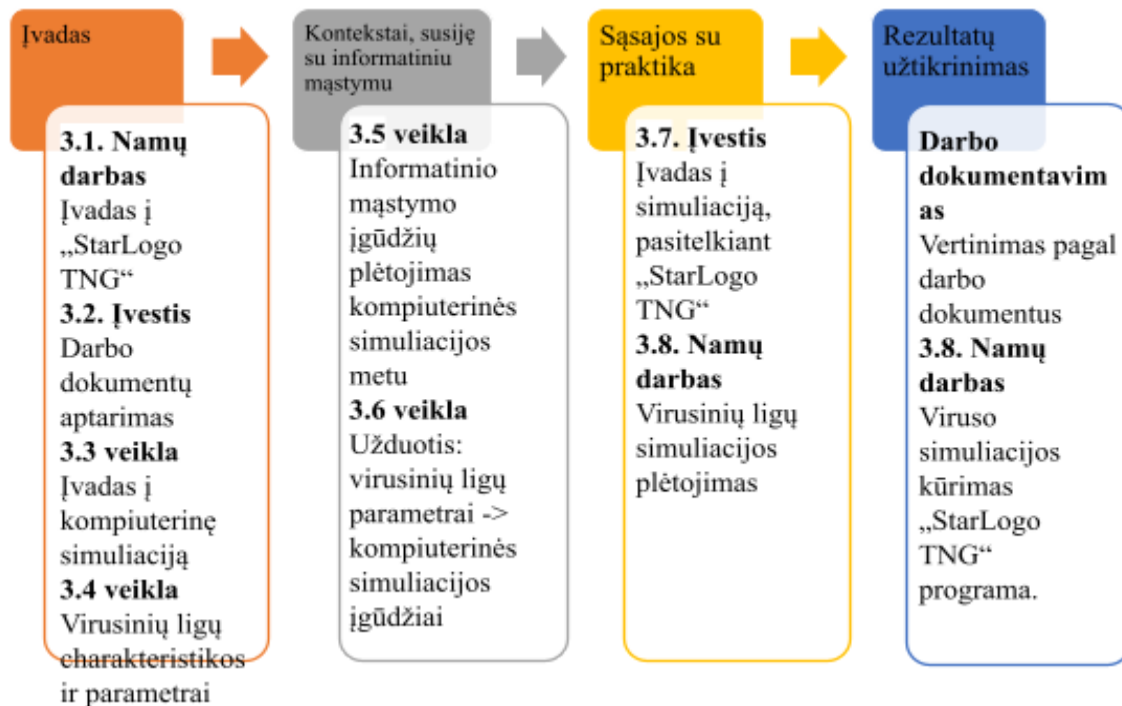 Įvadas
3.1. Namų
darbas
Įvadas į
„StarLogo
TNG“
3.2. Įvestis
Darbo
dokumentų
aptarimas
3.3 veikla
Įvadas į
kompiuterinę
simuliaciją
3.4 veikla
Virusinių ligų
charakteristikos
ir parametrai
Kontekstai, susiję
su informatiniu
mąstymu
3.5 veikla
Informatinio
mąstymo
įgūdžių
plėtojimas
kompiuterinės
simuliacijos
metu
3.6 veikla
Užduotis:
virusinių ligų
parametrai ->
kompiuterinės
simuliacijos
įgūdžiai
Sąsajos su
praktika
3.7. Įvestis
Įvadas į
simuliaciją,
pasitelkiant
„StarLogo
TNG“
3.8. Namų
darbas
Virusinių ligų
simuliacijos
plėtojimas
Rezultatų
užtikrinimas
Darbo
dokumentavim
as
Vertinimas pagal
darbo
dokumentus
3.8. Namų
darbas
Viruso
simuliacijos
kūrimas
„StarLogo
TNG“
programa.